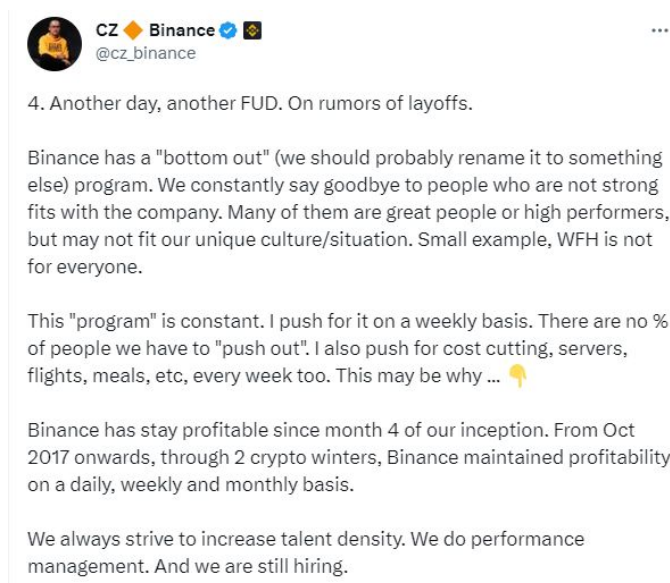 CZ 🔶 Binance
@cz_binance
4. Another day, another FUD. On rumors of layoffs.
Binance has a "bottom out" (we should probably rename it to something
else) program. We constantly say goodbye to people who are not strong
fits with the company. Many of them are great people or high performers,
but may not fit our unique culture/situation. Small example, WFH is not
for everyone.
This "program" is constant. I push for it on a weekly basis. There are no %
of people we have to "push out". I also push for cost cutting, servers,
flights, meals, etc, every week too. This may be why ... 👇
Binance has stay profitable since month 4 of our inception. From Oct
2017 onwards, through 2 crypto winters, Binance maintained profitability
on a daily, weekly and monthly basis.
We always strive to increase talent density. We do performance
management. And we are still hiring.